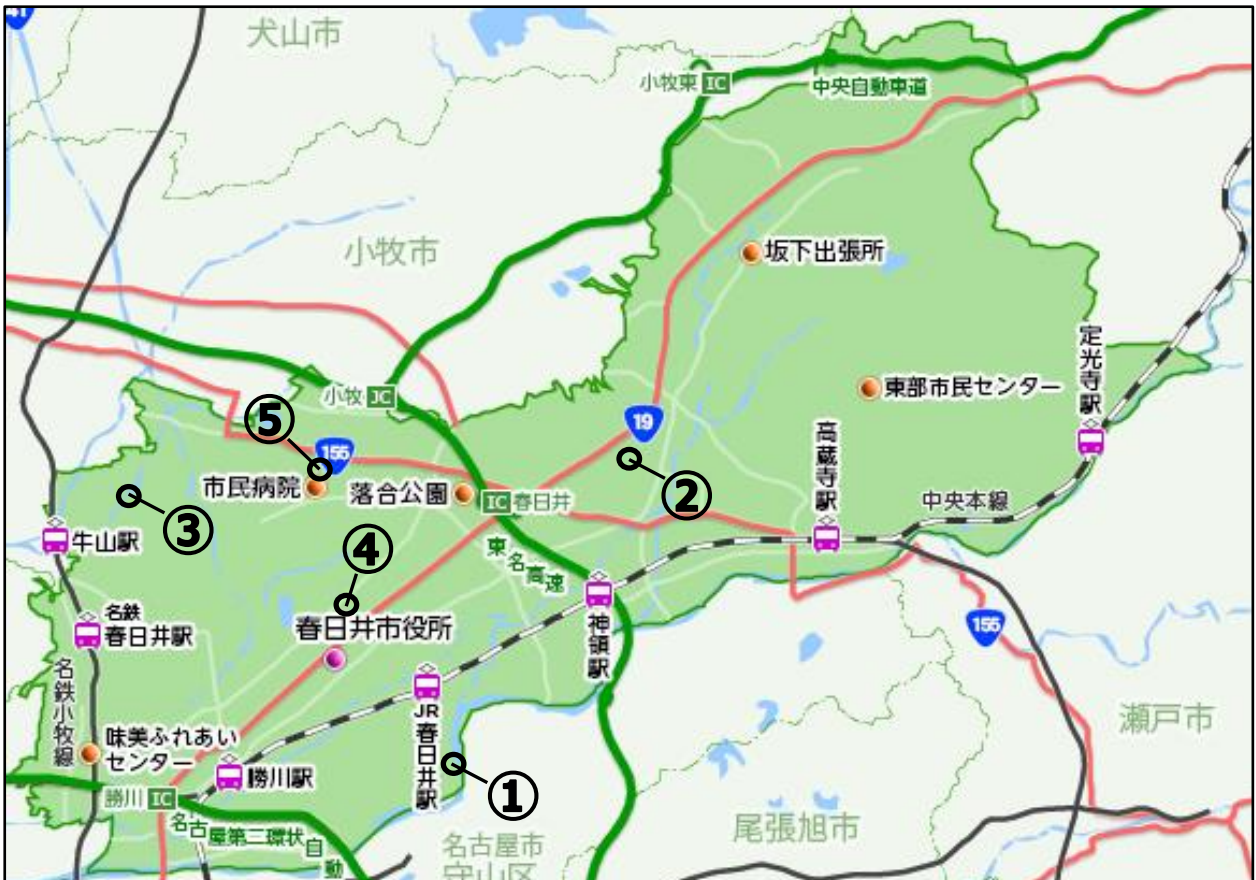 41
犬山市
小牧東 IC
中央自動車道
小牧市
坂下出張所
定光寺駅
東部市民センター
小牧 JC
⑤
155
19
高蔵寺駅
②
市民病院
落合公園
IC 春日井
中央本線
③
牛山駅
④
東名高速
名鉄
春日井駅
春日井市役所
神領駅
155
名鉄小牧線
JR春日井駅
瀬戸市
味美ふれあい
センター
勝川駅
①
勝川 IC
名古屋第二環状自動
名古屋市
守山区
尾張旭市